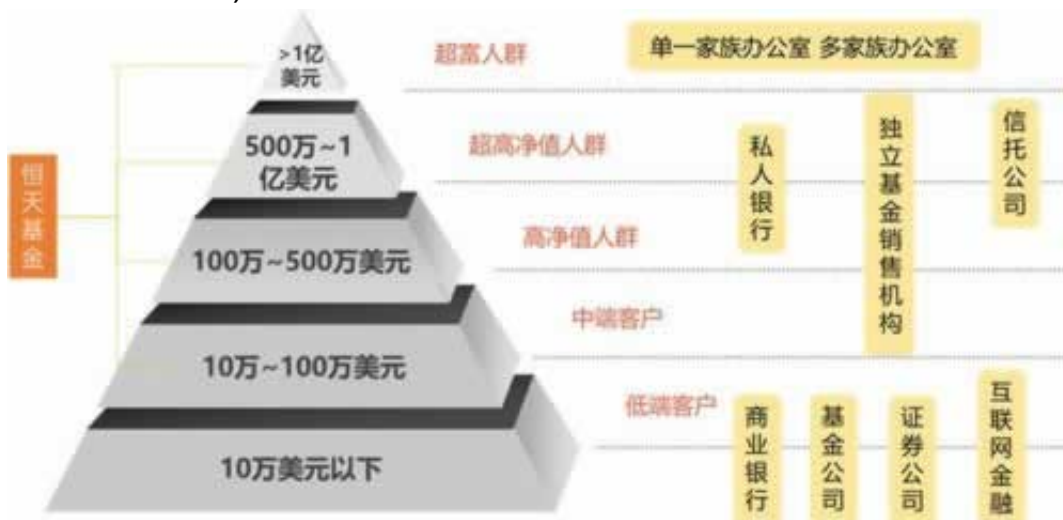 >1亿
美元
超富人群
单一家族办公室 多家族办公室
500万~1
亿美元
超高净值人群
私人银行
独立基金销售机构
信托公司
恒天基金
100万~500万美元
高净值人群
10万~100万美元
中端客户
10万美元以下
低端客户
商业银行
基金公司
证券公司
互联网金融